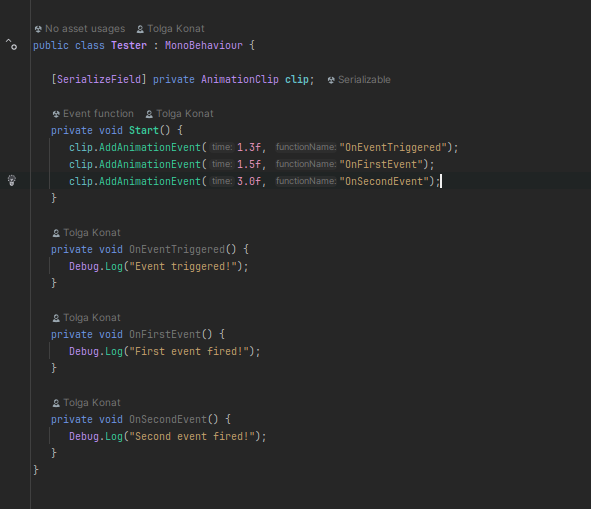 No asset usages Tolga Konat
public class Tester : MonoBehaviour {
[SerializeField] private AnimationClip clip; Serializable
Event function Tolga Konat
private void Start() {
clip.AddAnimationEvent( time: 1.3f, functionName: "OnEventTriggered");
clip.AddAnimationEvent( time: 1.5f, functionName: "OnFirstEvent");
clip.AddAnimationEvent( time: 3.0f, functionName: "OnSecondEvent");
}
Tolga Konat
private void OnEventTriggered() {
Debug.Log("Event triggered!");
}
Tolga Konat
private void OnFirstEvent() {
Debug.Log("First event fired!");
}
Tolga Konat
private void OnSecondEvent() {
Debug.Log("Second event fired!");
}
}